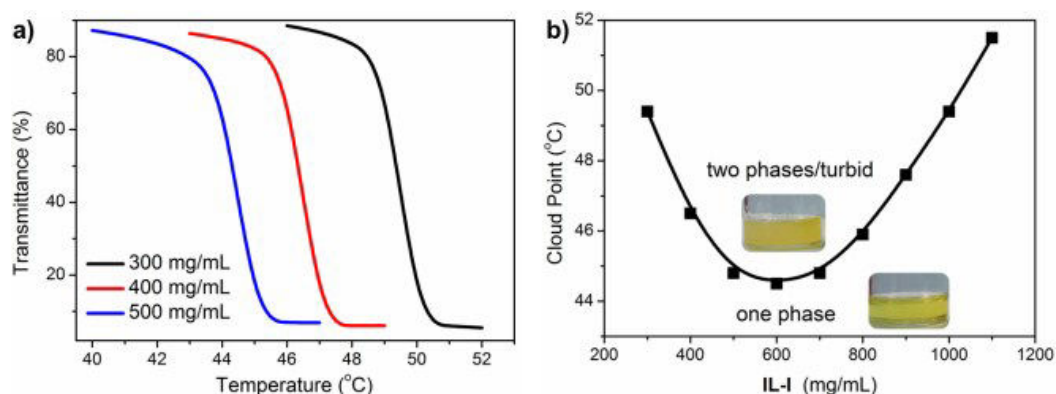 a)
Transmittance (%)
80
60
40
20
300 mg/mL
400 mg/mL
500 mg/mL
40 42 44 46 48 50 52
Temperature (°C)
b)
Cloud Point (°C)
52
50
48
46
44
two phases/turbid
one phase
200 400 600 800 1000 1200
IL-I (mg/mL)